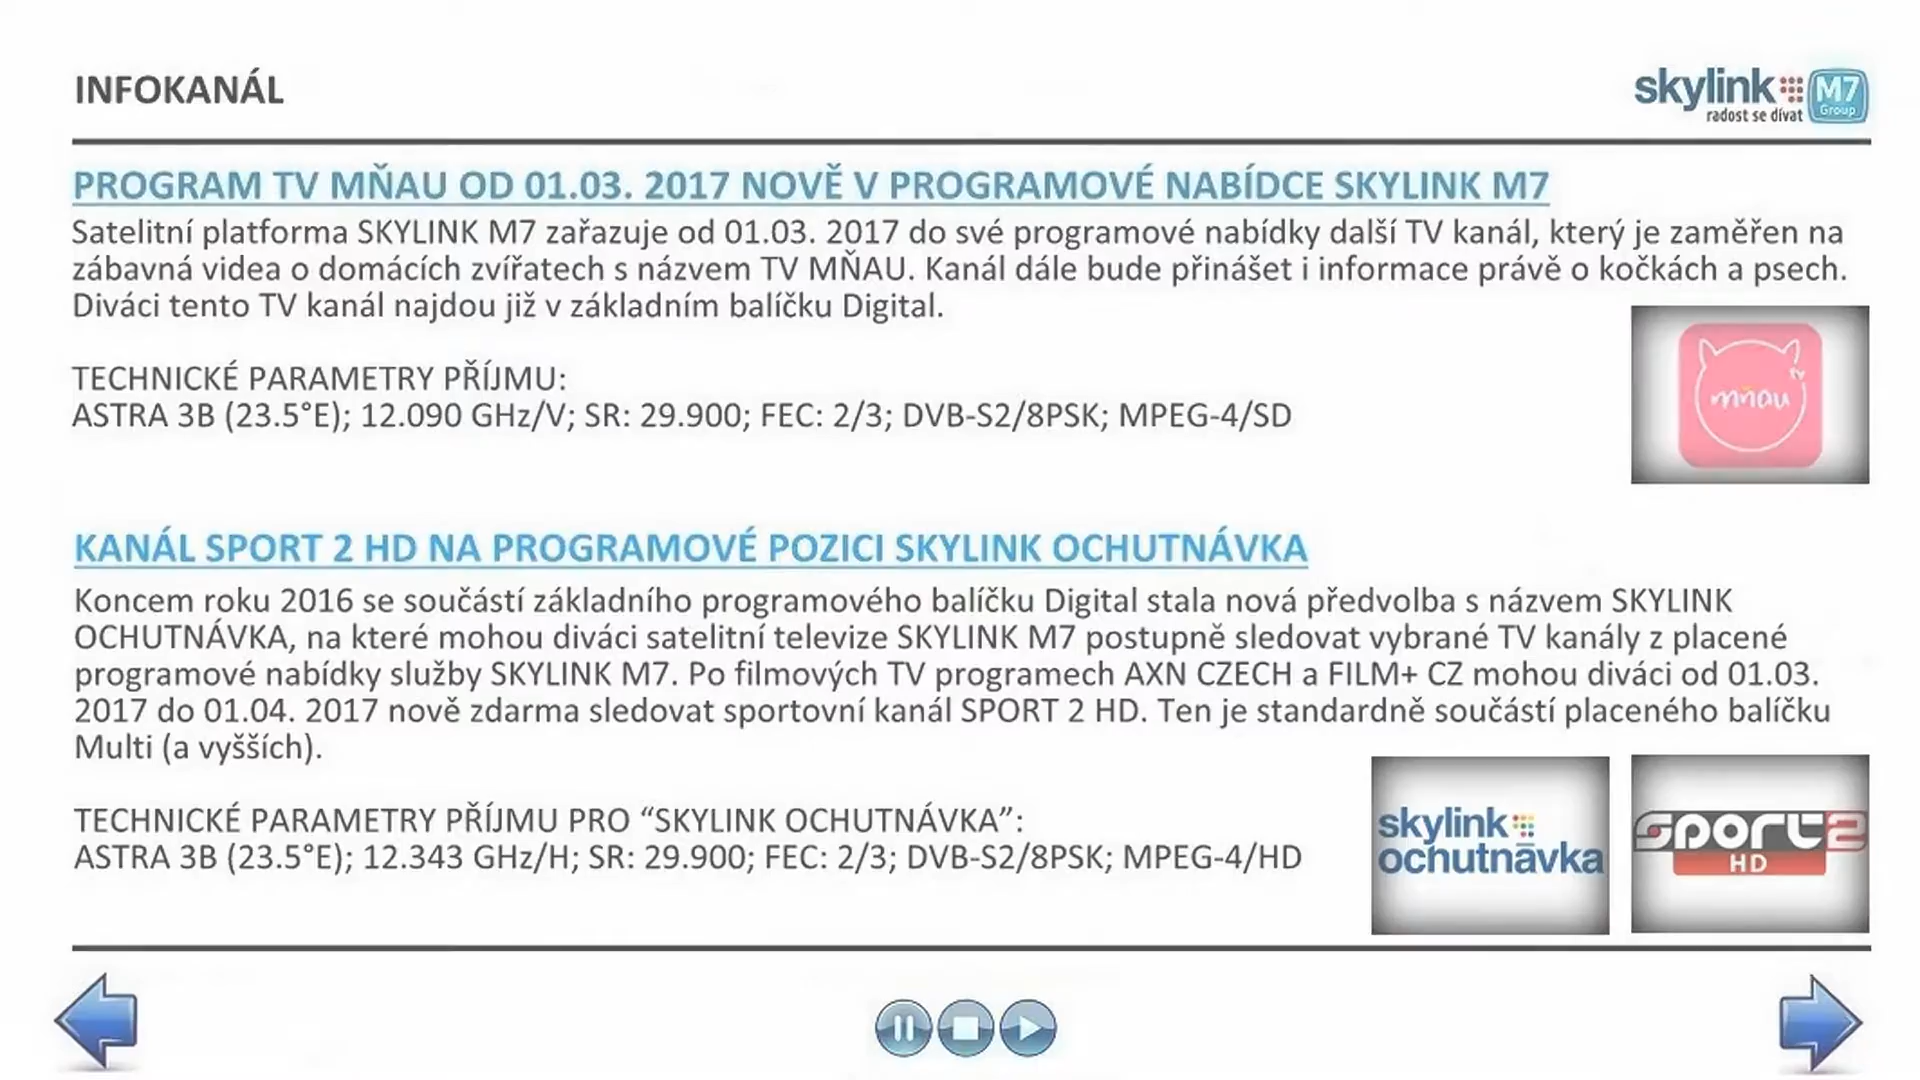 INFOKANÁL
skylink M7
Group
radost se dívat
PROGRAM TV MŇAU OD 01.03. 2017 NOVĚ V PROGRAMOVÉ NABÍDCE SKYLINK M7
Satelitní platforma SKYLINK M7 zařazuje od 01.03. 2017 do své programové nabídky další TV kanál, který je zaměřen na
zábavná videa o domácích zvířatech s názvem TV MŇAU. Kanál dále bude přinášet i informace právě o kočkách a psech.
Diváci tento TV kanál najdou již v základním balíčku Digital.
TECHNICKÉ PARAMETRY PŘÍJMU:
ASTRA 3B (23.5°E); 12.090 GHz/V; SR: 29.900; FEC: 2/3; DVB-S2/8PSK; MPEG-4/SD
tv
mňau
KANÁL SPORT 2 HD NA PROGRAMOVÉ POZICI SKYLINK OCHUTNÁVKA
Koncem roku 2016 se součástí základního programového balíčku Digital stala nová předvolba s názvem SKYLINK
OCHUTNÁVKA, na které mohou diváci satelitní televize SKYLINK M7 postupně sledovat vybrané TV kanály z placené
programové nabídky služby SKYLINK M7. Po filmových TV programech AXN CZECH a FILM+ CZ mohou diváci od 01.03.
2017 do 01.04. 2017 nově zdarma sledovat sportovní kanál SPORT 2 HD. Ten je standardně součástí placeného balíčku
Multi (a vyšších).
TECHNICKÉ PARAMETRY PŘÍJMU PRO “SKYLINK OCHUTNÁVKA”:
ASTRA 3B (23.5°E); 12.343 GHz/H; SR: 29.900; FEC: 2/3; DVB-S2/8PSK; MPEG-4/HD
skylink
ochutnāvka
sport2
HD